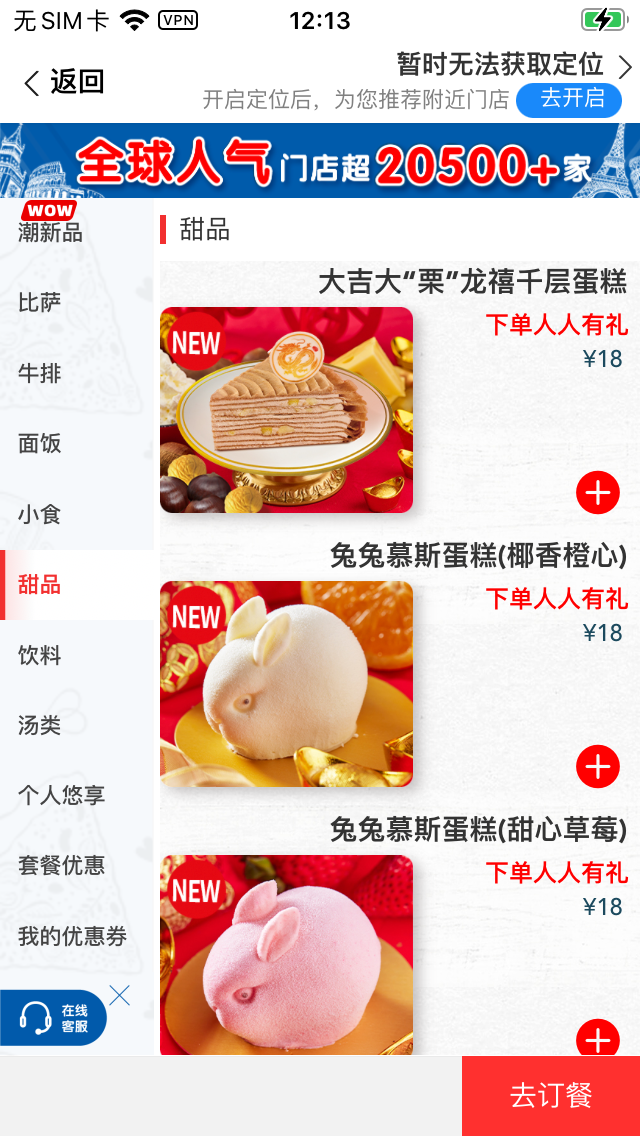 无SIM卡 VPN 12:13
暂时无法获取定位
返回
开启定位后，为您推荐附近门店 去开启
全球人气 门店超20500+家
WOW
潮新品
比萨
牛排
面饭
小食
甜品
饮料
汤类
个人悠享
套餐优惠
我的优惠券
在线
客服
甜品
大吉大“栗”龙禧千层蛋糕
NEW
下单人人有礼
¥18
兔兔慕斯蛋糕(椰香橙心)
NEW
下单人人有礼
¥18
兔兔慕斯蛋糕(甜心草莓)
NEW
下单人人有礼
¥18
去订餐